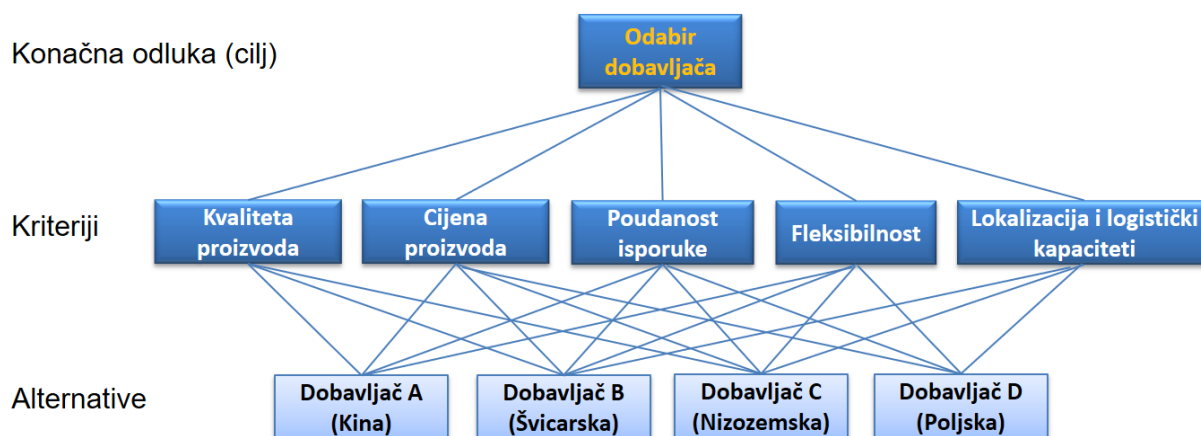 Konačna odluka (cilj)
Odabir
dobavljača
Kriteriji
Kvaliteta
proizvoda
Cijena
proizvoda
Poudanost
isporuke
Fleksibilnost
Lokalizacija i logistički
kapaciteti
Alternative
Dobavljač A
(Kina)
Dobavljač B
(Švicarska)
Dobavljač C
(Nizozemska)
Dobavljač D
(Poljska)